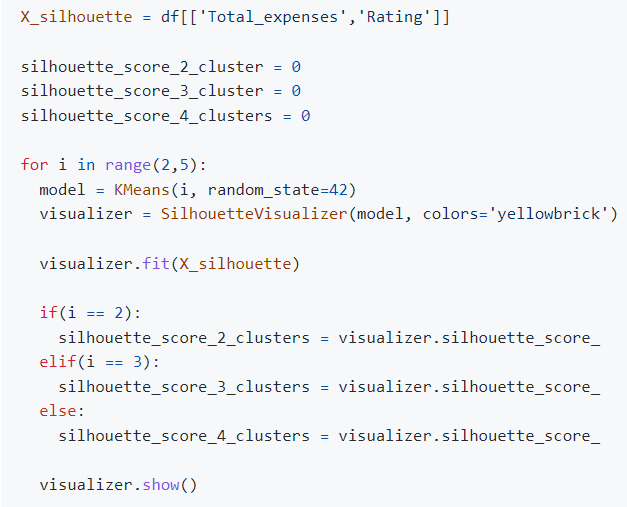 X_silhouette = df[['Total_expenses','Rating']]
silhouette_score_2_cluster = 0
silhouette_score_3_cluster = 0
silhouette_score_4_clusters = 0
for i in range(2,5):
  model = KMeans(i, random_state=42)
  visualizer = SilhouetteVisualizer(model, colors='yellowbrick')
  visualizer.fit(X_silhouette)
  if(i == 2):
    silhouette_score_2_clusters = visualizer.silhouette_score_
  elif(i == 3):
    silhouette_score_3_clusters = visualizer.silhouette_score_
  else:
    silhouette_score_4_clusters = visualizer.silhouette_score_
  visualizer.show()